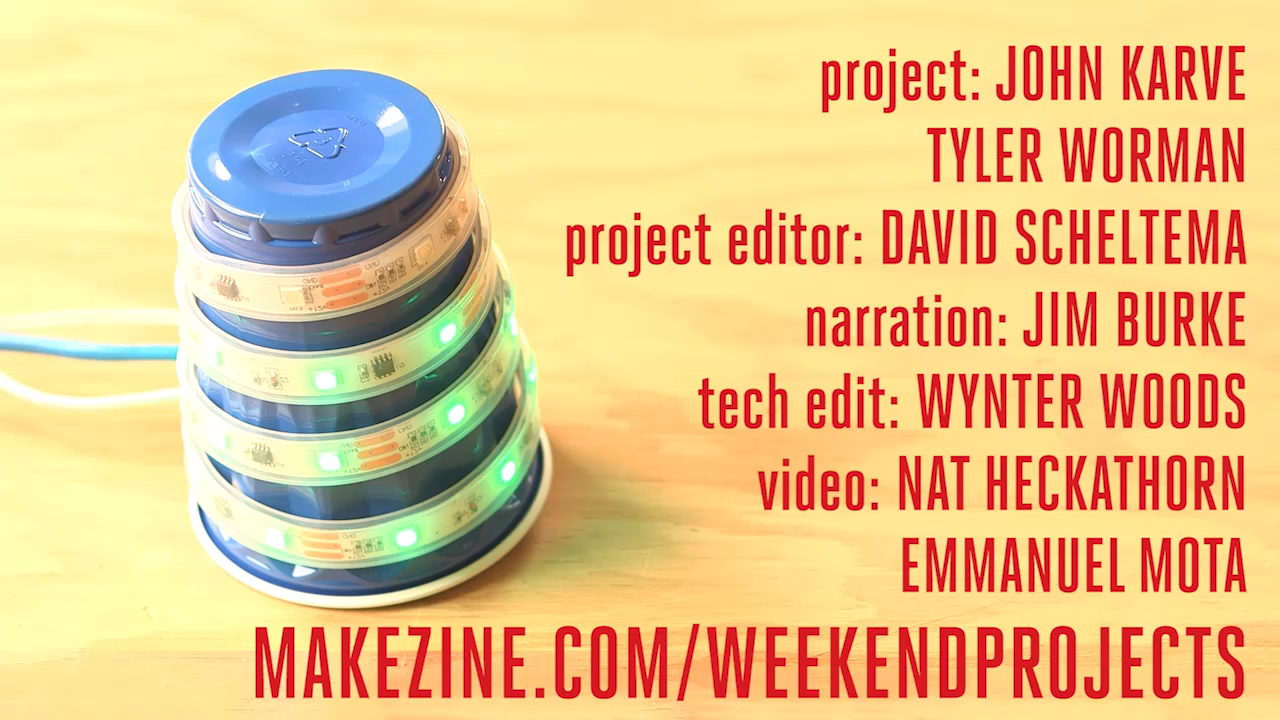 project: JOHN KARVE
TYLER WORMAN
project editor: DAVID SCHELTEMA
narration: JIM BURKE
tech edit: WYNTER WOODS
video: NAT HECKATHORN
EMMANUEL MOTA
MAKEZINE.COM/WEEKENDPROJECTS